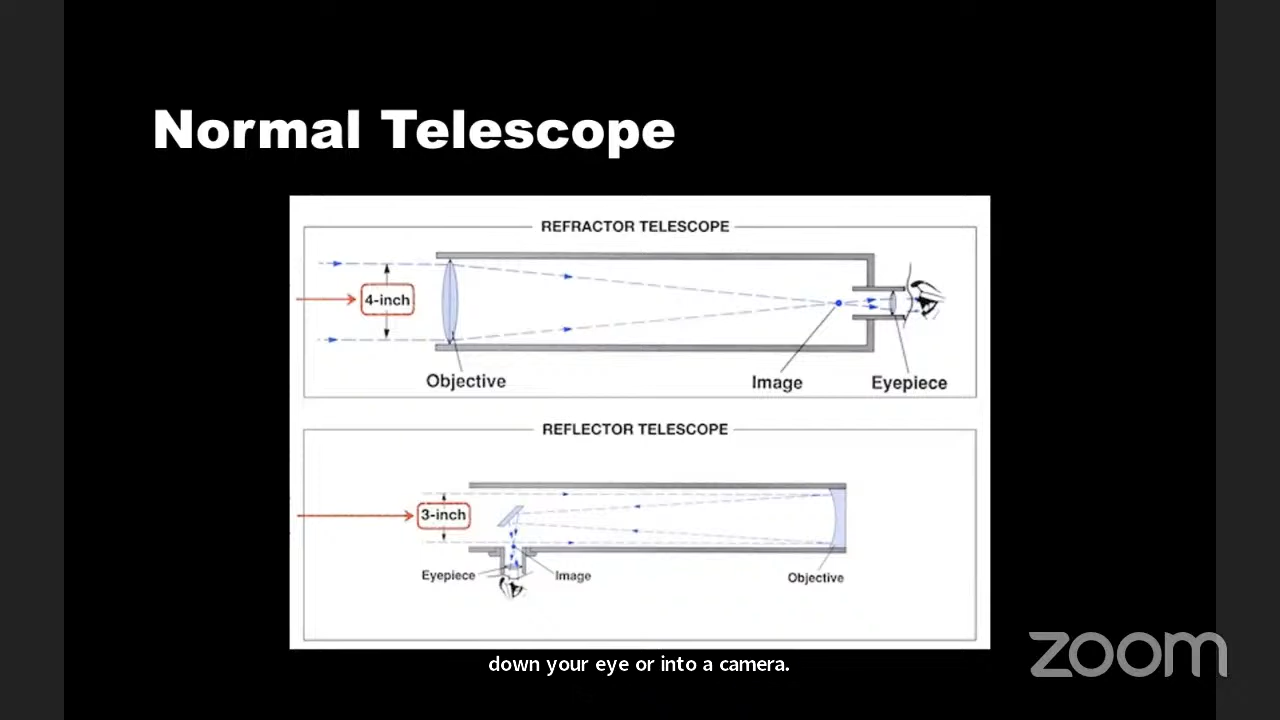 Normal Telescope
REFRACTOR TELESCOPE
4-inch
Objective
Image
Eyepiece
REFLECTOR TELESCOPE
3-inch
Eyepiece
Image
Objective
down your eye or into a camera.
zoom